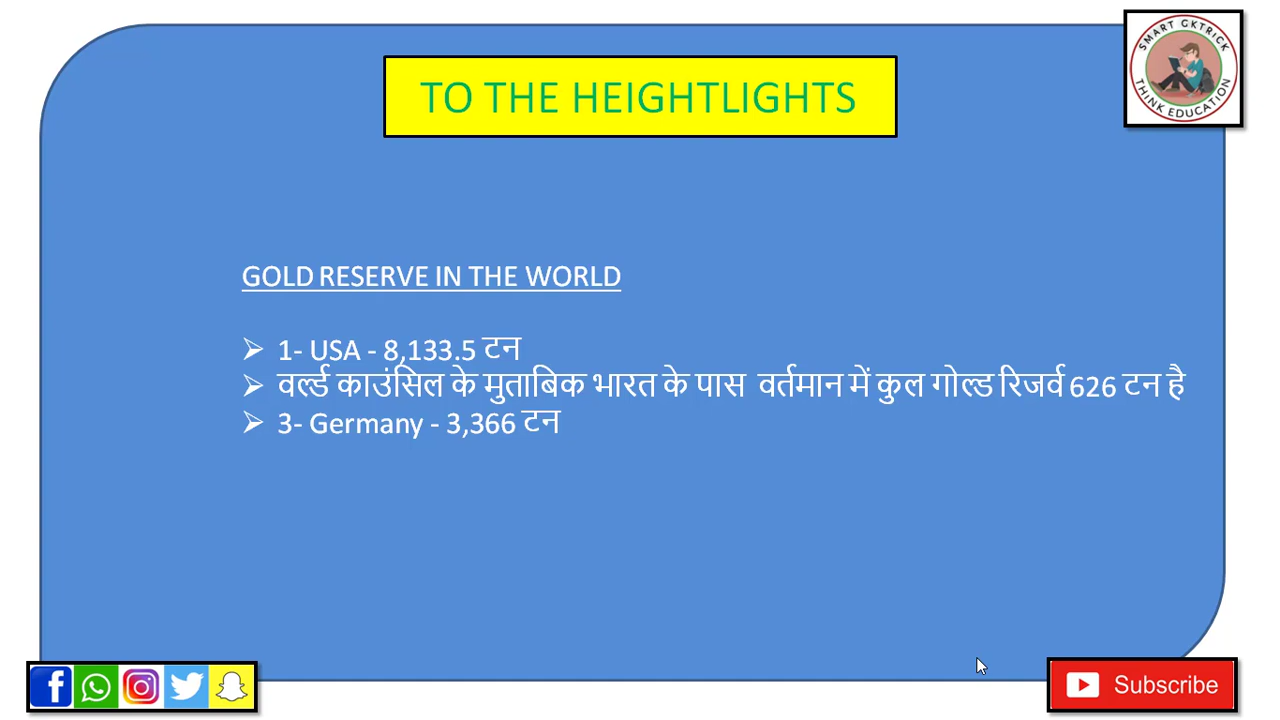 SMART GKTRICK
THINK EDUCATION
TO THE HEIGHTLIGHTS
GOLD RESERVE IN THE WORLD
1- USA - 8,133.5 टन
वर्ल्ड काउंसिल के मुताबिक भारत के पास वर्तमान में कुल गोल्ड रिजर्व 626 टन है
3- Germany - 3,366 टन
Subscribe